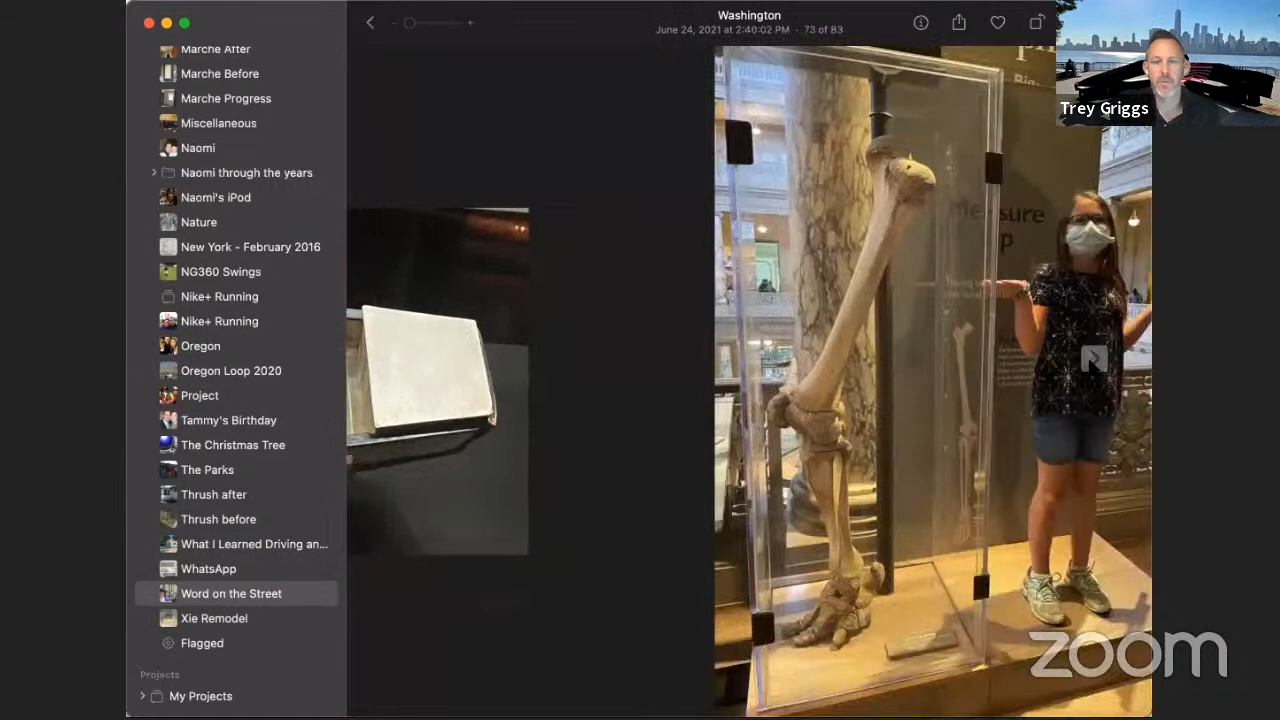 Washington
June 24, 2021 at 2:40:02 PM · 73 of 83
Trey Griggs
Marche After
Marche Before
Marche Progress
Miscellaneous
Naomi
Naomi through the years
Naomi's iPod
Nature
New York - February 2016
NG360 Swings
Nike+ Running
Nike+ Running
Oregon
Oregon Loop 2020
Project
Tammy's Birthday
The Christmas Tree
The Parks
Thrush after
Thrush before
What I Learned Driving an...
WhatsApp
Word on the Street
Xie Remodel
Flagged
Projects
My Projects
Measure
zoom